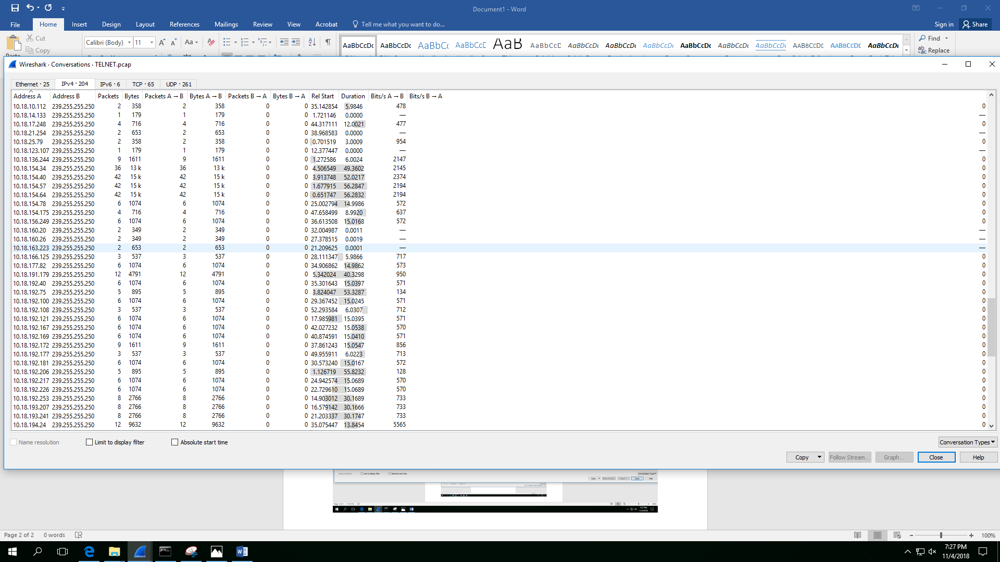 Document1 - Word
File Home Insert Design Layout References Mailings Review View Acrobat Tell me what you want to do... Sign in Share
Cut
Copy
Calibri (Body) 11 Aa
AaBbCcDc AaBbCcDc AaBbCc AaBbCcD AaB AaBbCcD AaBbCcDc AaBbCcDc AaBbCcDc AaBbCcDc AaBbCcDc AaBbCcDc AABBCCDE AABBCCDE AaBbCcDc
Find
Replace
Wireshark · Conversations · TELNET.pcap
Ethernet · 25 IPv4 · 204 IPv6 · 6 TCP · 65 UDP · 261
Address A Address B Packets Bytes Packets A → B Bytes A → B Packets B → A Bytes B → A Rel Start Duration Bits/s A → B Bits/s B → A
10.18.10.112 239.255.255.250 2 358 2 358 0 0 35.142854 5.9846 478 0
10.18.14.133 239.255.255.250 1 179 1 179 0 0 1.721146 0.0000 — —
10.18.17.248 239.255.255.250 4 716 4 716 0 0 44.317111 12.0021 477 0
10.18.21.254 239.255.255.250 2 653 2 653 0 0 38.968583 0.0000 — —
10.18.25.79 239.255.255.250 2 358 2 358 0 0 0.701519 3.0009 954 0
10.18.123.107 239.255.255.250 1 179 1 179 0 0 12.377447 0.0000 — —
10.18.136.244 239.255.255.250 9 1611 9 1611 0 0 1.272586 6.0024 2147 0
10.18.154.34 239.255.255.250 36 13 k 36 13 k 0 0 4.506549 49.3602 2145 0
10.18.154.40 239.255.255.250 42 15 k 42 15 k 0 0 3.913748 52.0217 2374 0
10.18.154.57 239.255.255.250 42 15 k 42 15 k 0 0 1.677915 56.2847 2194 0
10.18.154.64 239.255.255.250 42 15 k 42 15 k 0 0 0.651747 56.2832 2194 0
10.18.154.78 239.255.255.250 6 1074 6 1074 0 0 25.002794 14.9986 572 0
10.18.154.175 239.255.255.250 4 716 4 716 0 0 47.658499 8.9920 637 0
10.18.156.249 239.255.255.250 6 1074 6 1074 0 0 36.613508 15.0168 572 0
10.18.160.20 239.255.255.250 2 349 2 349 0 0 32.004987 0.0011 — —
10.18.160.26 239.255.255.250 2 349 2 349 0 0 27.378515 0.0019 — —
10.18.163.223 239.255.255.250 2 653 2 653 0 0 21.209625 0.0001 — —
10.18.166.125 239.255.255.250 3 537 3 537 0 0 28.111347 5.9866 717 0
10.18.177.82 239.255.255.250 6 1074 6 1074 0 0 34.906862 14.9862 573 0
10.18.191.179 239.255.255.250 12 4791 12 4791 0 0 5.342024 40.3298 950 0
10.18.192.40 239.255.255.250 6 1074 6 1074 0 0 35.301643 15.0397 571 0
10.18.192.75 239.255.255.250 5 895 5 895 0 0 3.824047 53.3287 134 0
10.18.192.100 239.255.255.250 6 1074 6 1074 0 0 29.367452 15.0245 571 0
10.18.192.108 239.255.255.250 3 537 3 537 0 0 52.293584 6.0307 712 0
10.18.192.121 239.255.255.250 6 1074 6 1074 0 0 17.985981 15.0395 571 0
10.18.192.167 239.255.255.250 6 1074 6 1074 0 0 42.027232 15.0538 570 0
10.18.192.169 239.255.255.250 6 1074 6 1074 0 0 40.874591 15.0410 571 0
10.18.192.172 239.255.255.250 9 1611 9 1611 0 0 37.861243 15.0547 856 0
10.18.192.177 239.255.255.250 3 537 3 537 0 0 49.955911 6.0223 713 0
10.18.192.181 239.255.255.250 6 1074 6 1074 0 0 30.573240 15.0167 572 0
10.18.192.206 239.255.255.250 5 895 5 895 0 0 1.126719 55.8232 128 0
10.18.192.217 239.255.255.250 6 1074 6 1074 0 0 24.942574 15.0689 570 0
10.18.192.226 239.255.255.250 6 1074 6 1074 0 0 22.729610 15.0689 570 0
10.18.192.253 239.255.255.250 8 2766 8 2766 0 0 14.903012 30.1689 733 0
10.18.193.207 239.255.255.250 8 2766 8 2766 0 0 16.579142 30.1666 733 0
10.18.193.241 239.255.255.250 8 2766 8 2766 0 0 21.203337 30.1747 733 0
10.18.194.24 239.255.255.250 12 9632 12 9632 0 0 35.075447 13.8454 5565 0
Name resolution Limit to display filter Absolute start time Conversation Types
Copy Follow Stream... Graph... Close Help
Page 2 of 2 0 words 100%
7:27 PM
11/4/2018